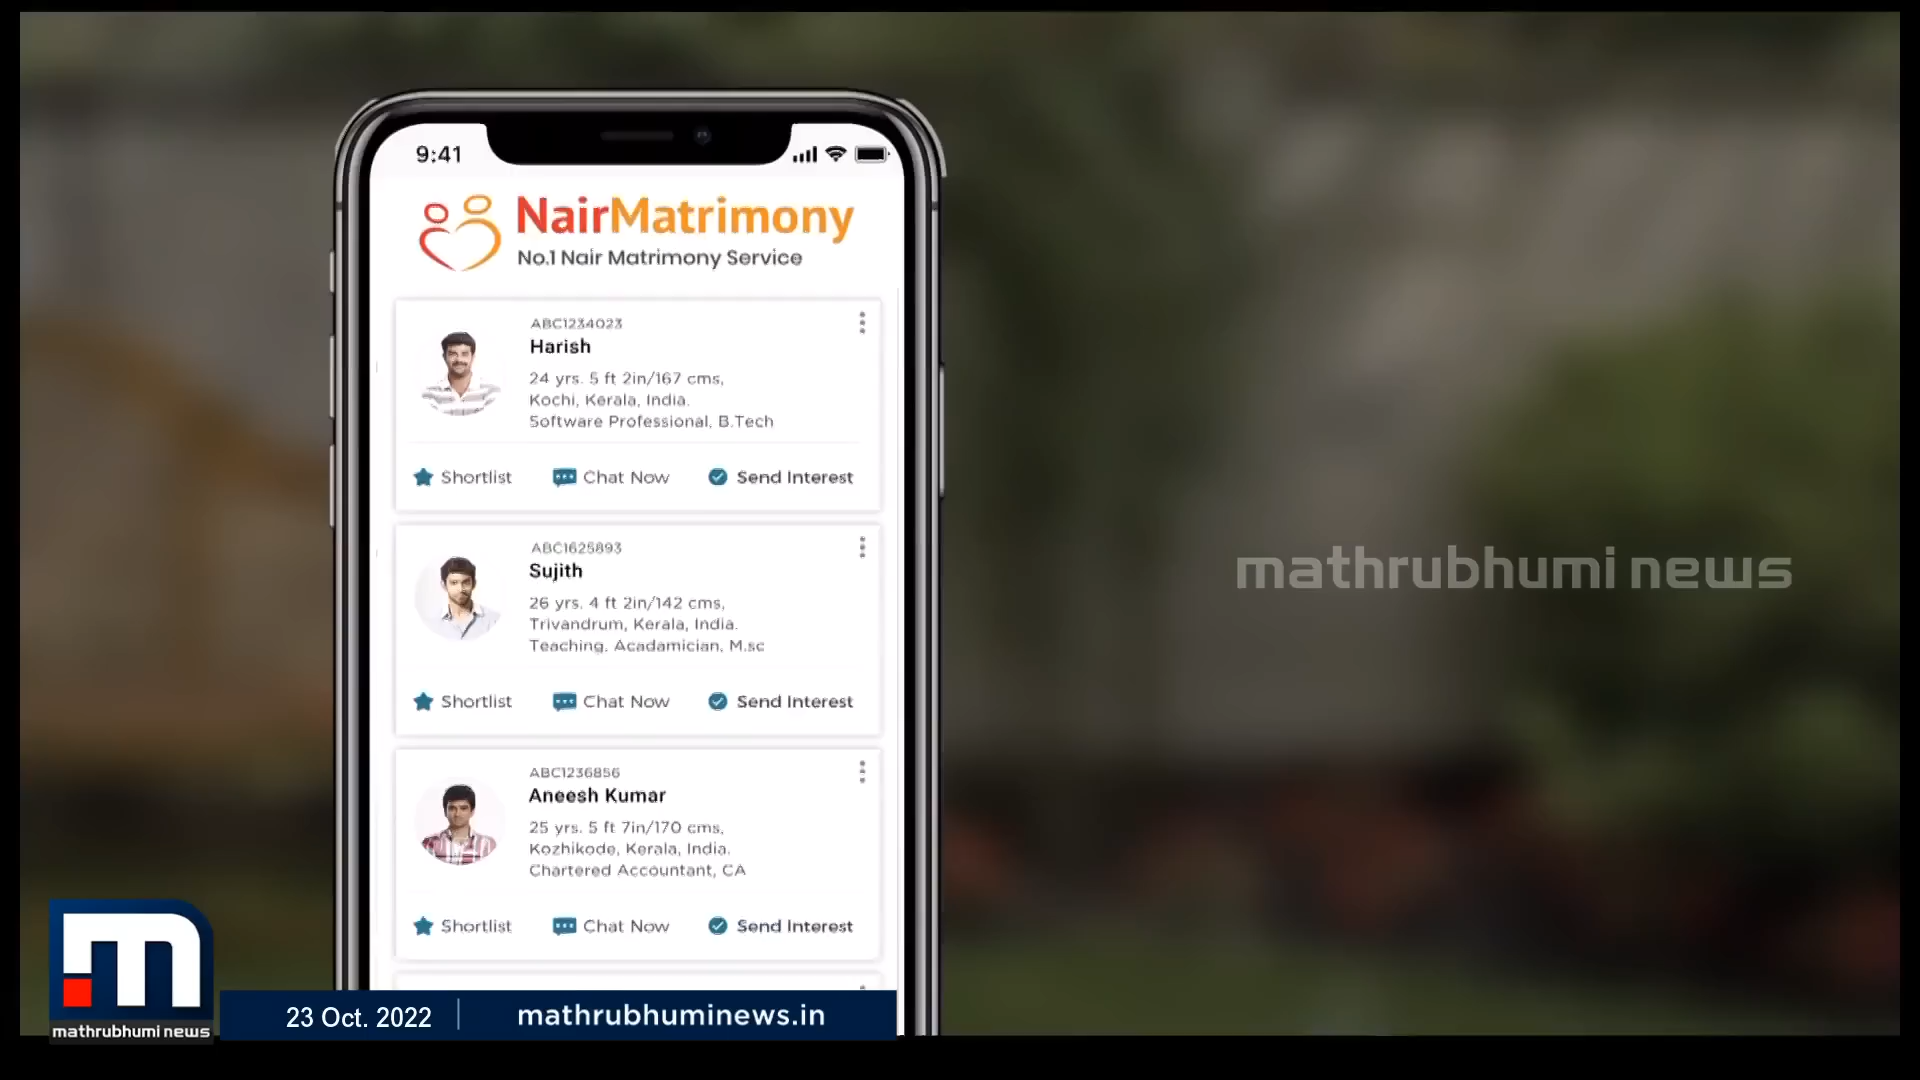 9:41
NairMatrimony
No.1 Nair Matrimony Service
ABC1234023
Harish
24 yrs. 5 ft 2in/167 cms,
Kochi, Kerala, India.
Software Professional, B.Tech
Shortlist
Chat Now
Send Interest
ABC1625893
Sujith
26 yrs. 4 ft 2in/142 cms,
Trivandrum, Kerala, India.
Teaching. Acadamician, M.sc
Shortlist
Chat Now
Send Interest
ABC1236856
Aneesh Kumar
25 yrs. 5 ft 7in/170 cms,
Kozhikode, Kerala, India.
Chartered Accountant, CA
Shortlist
Chat Now
Send Interest
mathrubhumi news
mathrubhumi news
23 Oct. 2022
mathrubhuminews.in